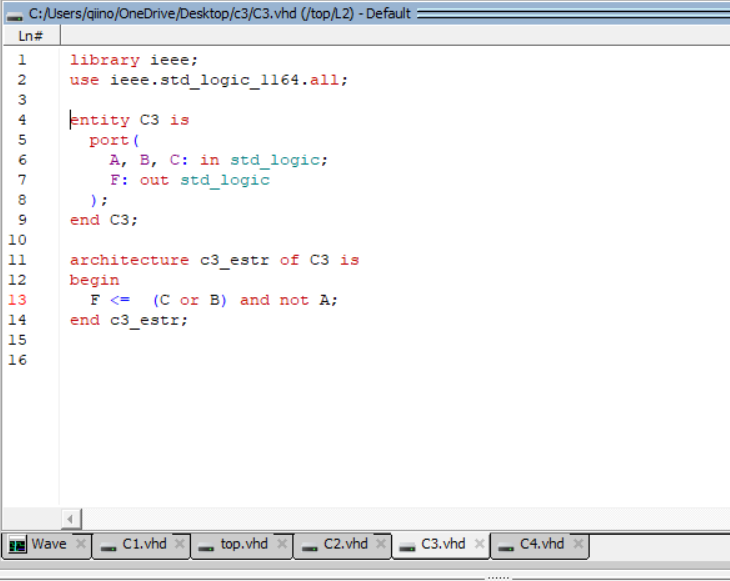 C:/Users/qiino/OneDrive/Desktop/c3/C3.vhd (/top/L2) - Default
Ln#
1 library ieee;
2 use ieee.std_logic_1164.all;
3
4 entity C3 is
5 port(
6 A, B, C: in std_logic;
7 F: out std_logic
8 );
9 end C3;
10
11 architecture c3_estr of C3 is
12 begin
13 F <= (C or B) and not A;
14 end c3_estr;
15
16
Wave C1.vhd top.vhd C2.vhd C3.vhd C4.vhd